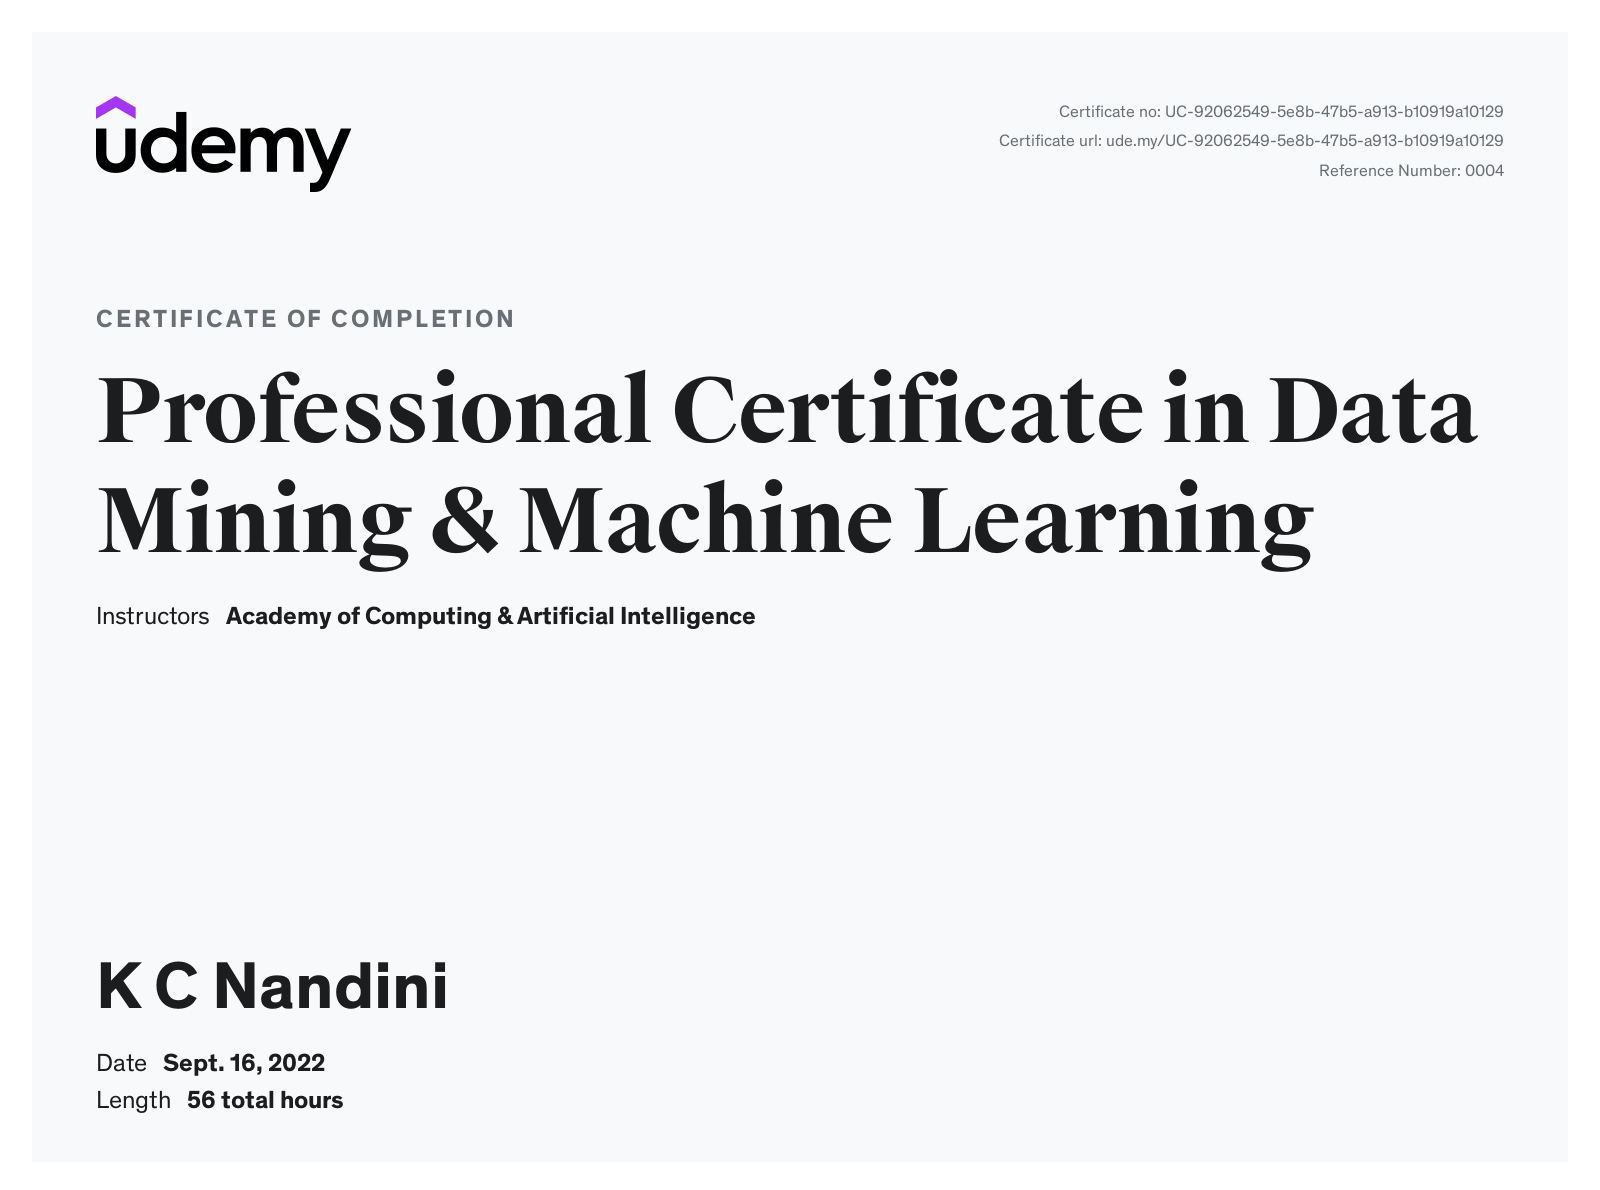 udemy
Certificate no: UC-92062549-5e8b-47b5-a913-b10919a10129
Certificate url: ude.my/UC-92062549-5e8b-47b5-a913-b10919a10129
Reference Number: 0004
CERTIFICATE OF COMPLETION
Professional Certificate in Data
Mining & Machine Learning
Instructors Academy of Computing & Artificial Intelligence
K C Nandini
Date Sept. 16, 2022
Length 56 total hours